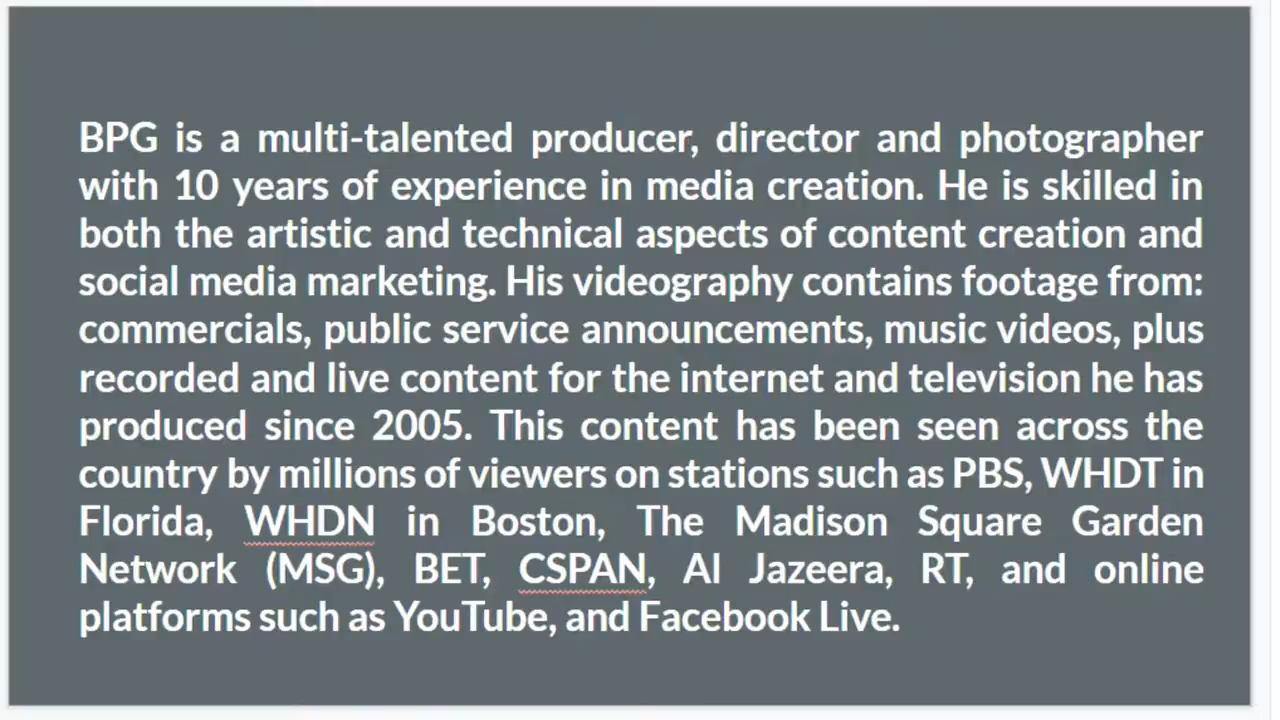 BPG is a multi-talented producer, director and photographer
with 10 years of experience in media creation. He is skilled in
both the artistic and technical aspects of content creation and
social media marketing. His videography contains footage from:
commercials, public service announcements, music videos, plus
recorded and live content for the internet and television he has
produced since 2005. This content has been seen across the
country by millions of viewers on stations such as PBS, WHDT in
Florida, WHDN in Boston, The Madison Square Garden
Network (MSG), BET, CSPAN, Al Jazeera, RT, and online
platforms such as YouTube, and Facebook Live.